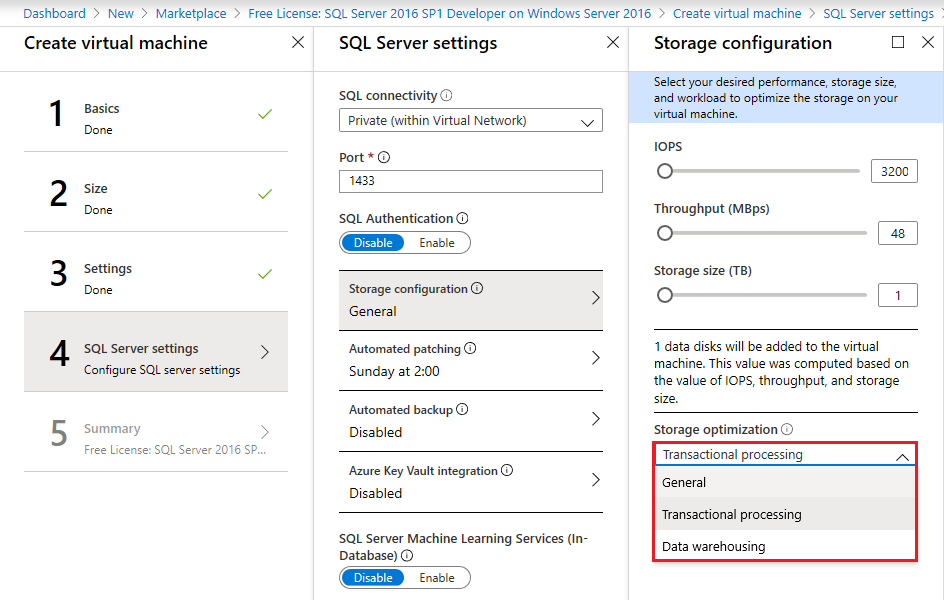 Dashboard > New > Marketplace > Free License: SQL Server 2016 SP1 Developer on Windows Server 2016 > Create virtual machine > SQL Server settings >
Create virtual machine
1 Basics
Done
2 Size
Done
3 Settings
Done
4 SQL Server settings
Configure SQL server settings
5 Summary
Free License: SQL Server 2016 SP...
SQL Server settings
SQL connectivity
Private (within Virtual Network)
Port *
1433
SQL Authentication
Disable Enable
Storage configuration
General
Automated patching
Sunday at 2:00
Automated backup
Disabled
Azure Key Vault integration
Disabled
SQL Server Machine Learning Services (In-
Database)
Disable Enable
Storage configuration
Select your desired performance, storage size,
and workload to optimize the storage on your
virtual machine.
IOPS
3200
Throughput (MBps)
48
Storage size (TB)
1
1 data disks will be added to the virtual
machine. This value was computed based on
the value of IOPS, throughput, and storage
size.
Storage optimization
Transactional processing
General
Transactional processing
Data warehousing